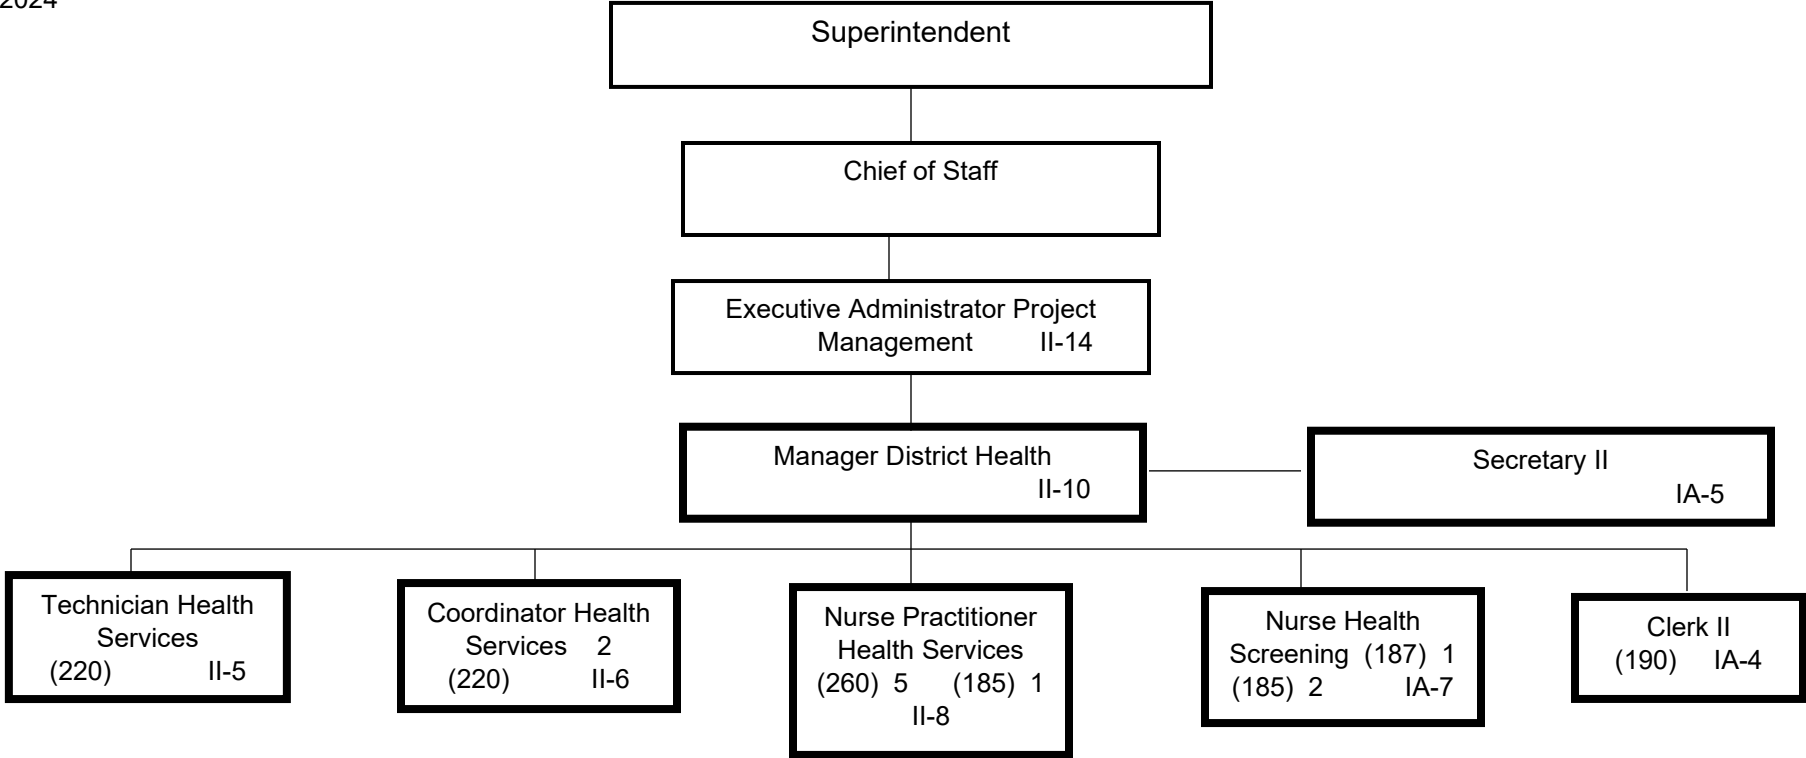 2024
Superintendent
Chief of Staff
Executive Administrator Project
Management II-14
Manager District Health
II-10
Secretary II
IA-5
Technician Health
Services
(220) II-5
Coordinator Health
Services 2
(220) II-6
Nurse Practitioner
Health Services
(260) 5 (185) 1
II-8
Nurse Health
Screening (187) 1
(185) 2 IA-7
Clerk II
(190) IA-4